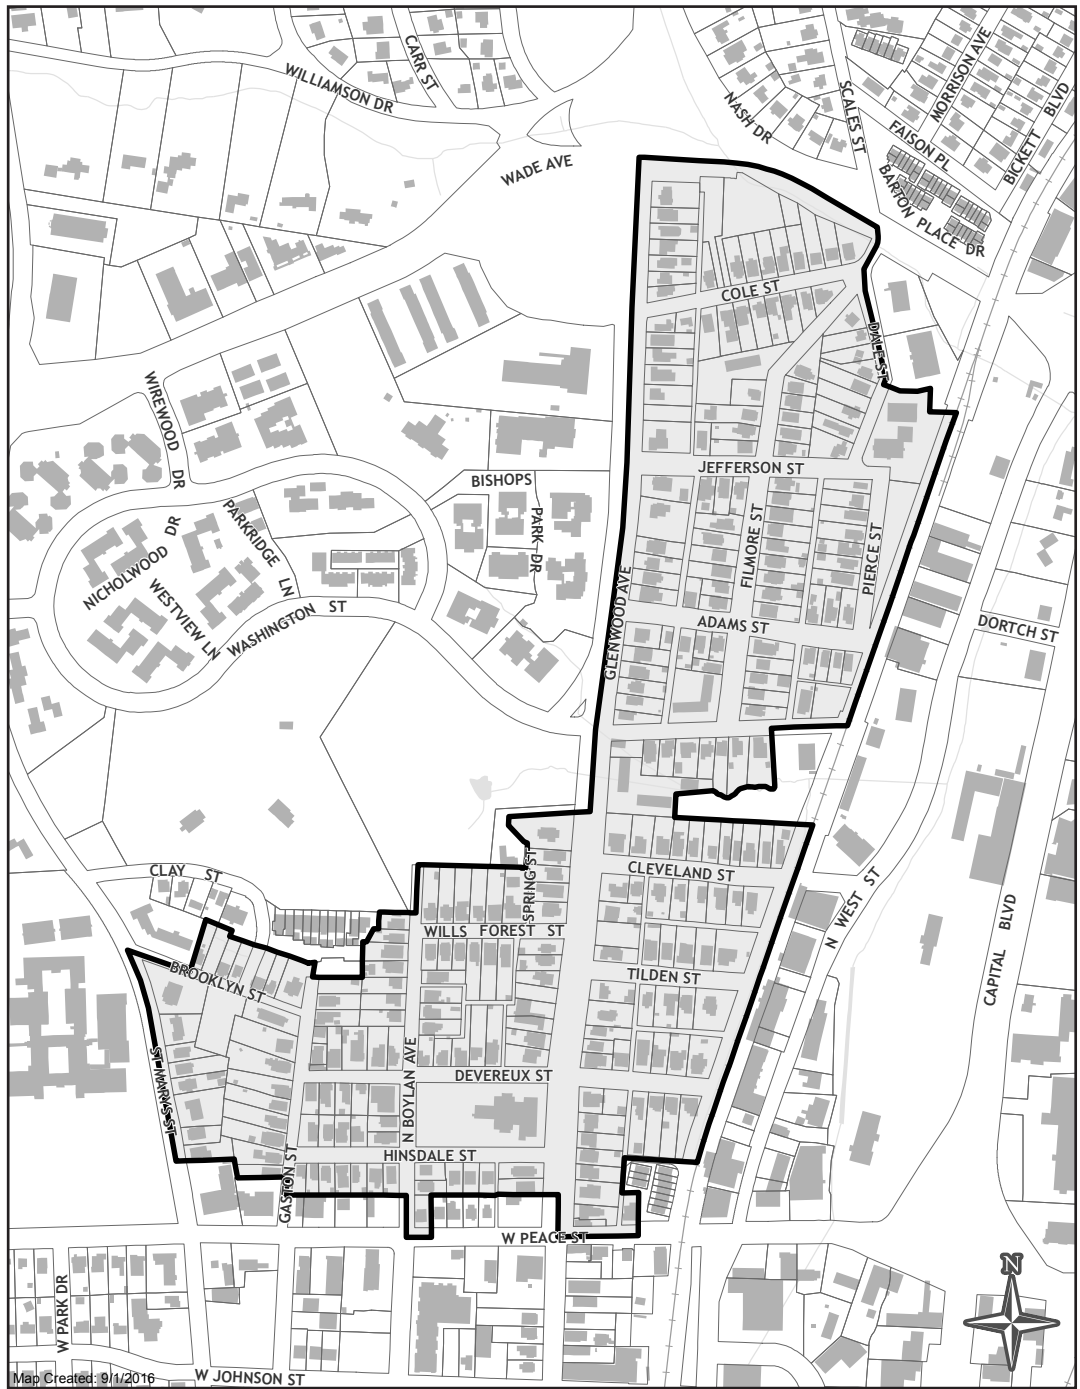 CARR ST
WILLIAMSON DR
WADE AVE
NASH DR
SCALES ST
MORRISON AVE
FAISON PL
BICKETT BLVD
BARTON PLACE DR
COLE ST
DALE ST
WIREWOOD DR
JEFFERSON ST
BISHOPS PARK DR
PARKRIDGE LN
NICHOLWOOD DR
WESTVIEW LN
WASHINGTON ST
FILMORE ST
PIERCE ST
GLENWOOD AVE
ADAMS ST
DORTCH ST
CLAY ST
SPRING ST
CLEVELAND ST
N WEST ST
CAPITAL BLVD
WILLS FOREST ST
BROOKLYN ST
TILDEN ST
ST MARY'S ST
N BOYLAN AVE
DEVEREUX ST
HINSDALE ST
GASTON ST
W PEACE ST
N
W PARK DR
W JOHNSON ST
Map Created: 9/1/2016